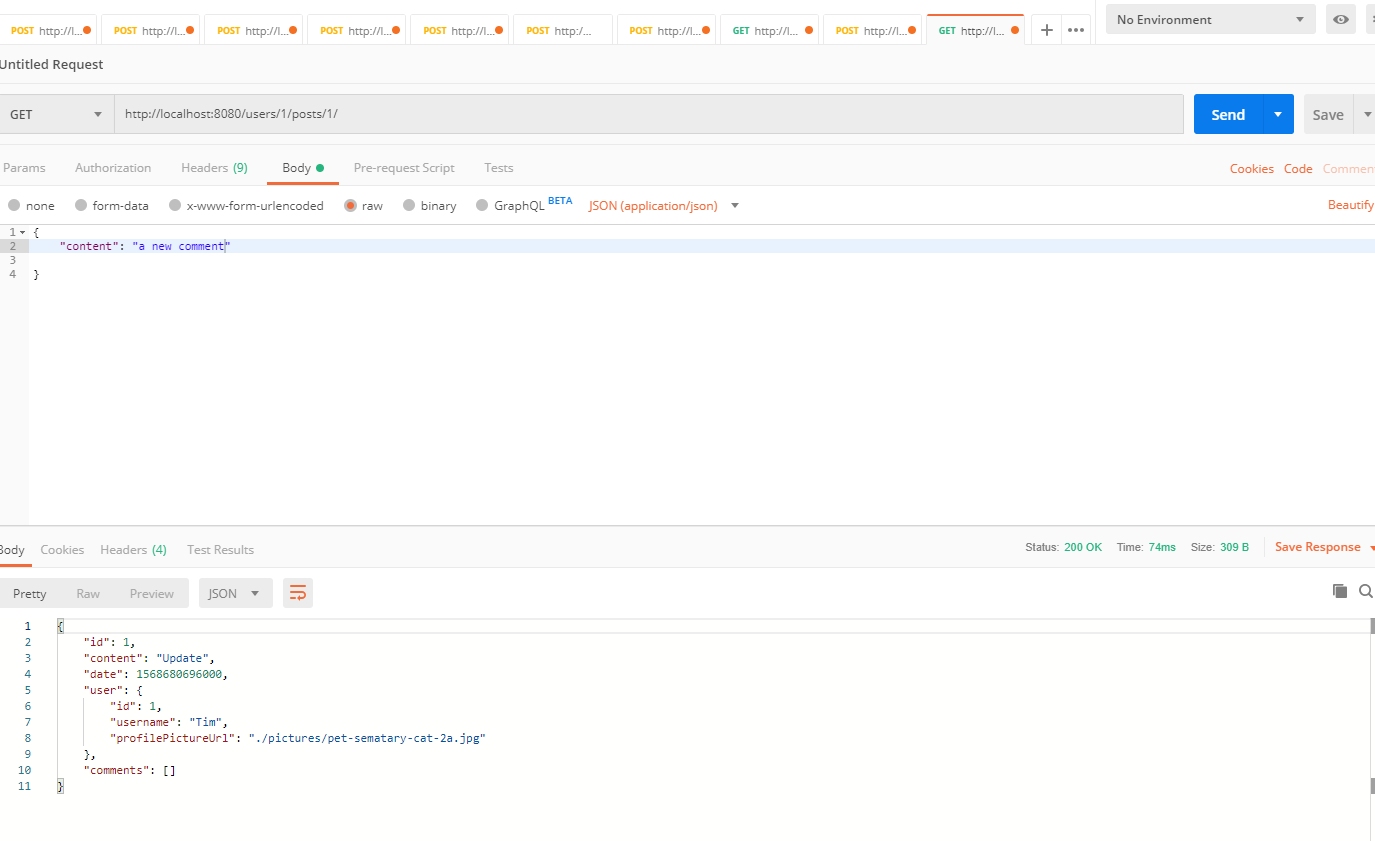 POST http://l... POST http://l... POST http://l... POST http://l... POST http://l... POST http:/... POST http://l... GET http://l... POST http://l... GET http://l... + ••• No Environment
Untitled Request
GET http://localhost:8080/users/1/posts/1/ Send Save
Params Authorization Headers (9) Body Pre-request Script Tests Cookies Code Commen
none form-data x-www-form-urlencoded raw binary GraphQL BETA JSON (application/json) Beautify
1 {
2 "content": "a new comment"
3
4 }
Body Cookies Headers (4) Test Results Status: 200 OK Time: 74ms Size: 309 B Save Response
Pretty Raw Preview JSON
1 {
2 "id": 1,
3 "content": "Update",
4 "date": 1568680696000,
5 "user": {
6 "id": 1,
7 "username": "Tim",
8 "profilePictureUrl": "./pictures/pet-sematary-cat-2a.jpg"
9 },
10 "comments": []
11 }